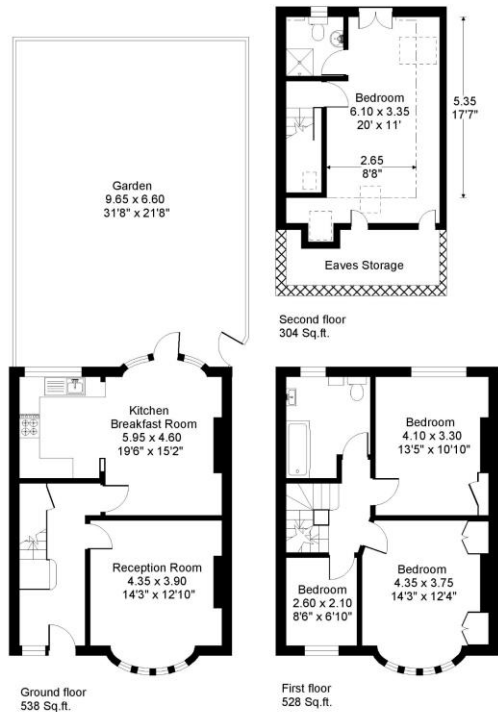 Garden
9.65 x 6.60
31'8" x 21'8"
Kitchen
Breakfast Room
5.95 x 4.60
19'6" x 15'2"
Reception Room
4.35 x 3.90
14'3" x 12'10"
Ground floor
538 Sq.ft.
Bedroom
6.10 x 3.35
20' x 11'
2.65
8'8"
5.35
17'7"
Eaves Storage
Second floor
304 Sq.ft.
Bedroom
4.10 x 3.30
13'5" x 10'10"
Bedroom
4.35 x 3.75
14'3" x 12'4"
Bedroom
2.60 x 2.10
8'6" x 6'10"
First floor
528 Sq.ft.